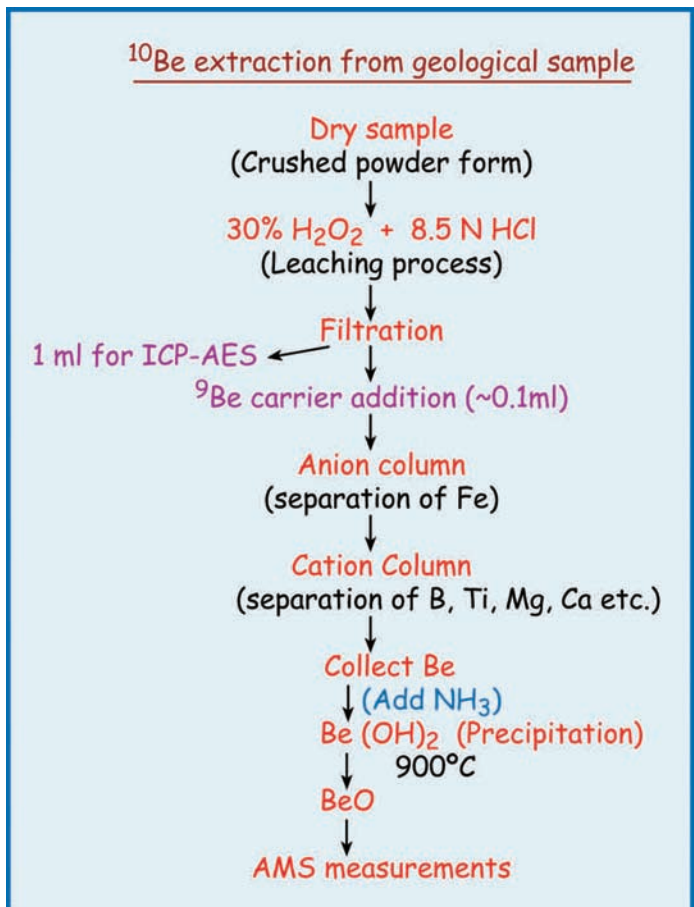 ¹⁰Be extraction from geological sample
Dry sample
(Crushed powder form)
30% H₂O₂ + 8.5 N HCl
(Leaching process)
Filtration
1 ml for ICP-AES
⁹Be carrier addition (~0.1ml)
Anion column
(separation of Fe)
Cation Column
(separation of B, Ti, Mg, Ca etc.)
Collect Be
(Add NH₃)
Be (OH)₂ (Precipitation)
900°C
BeO
AMS measurements